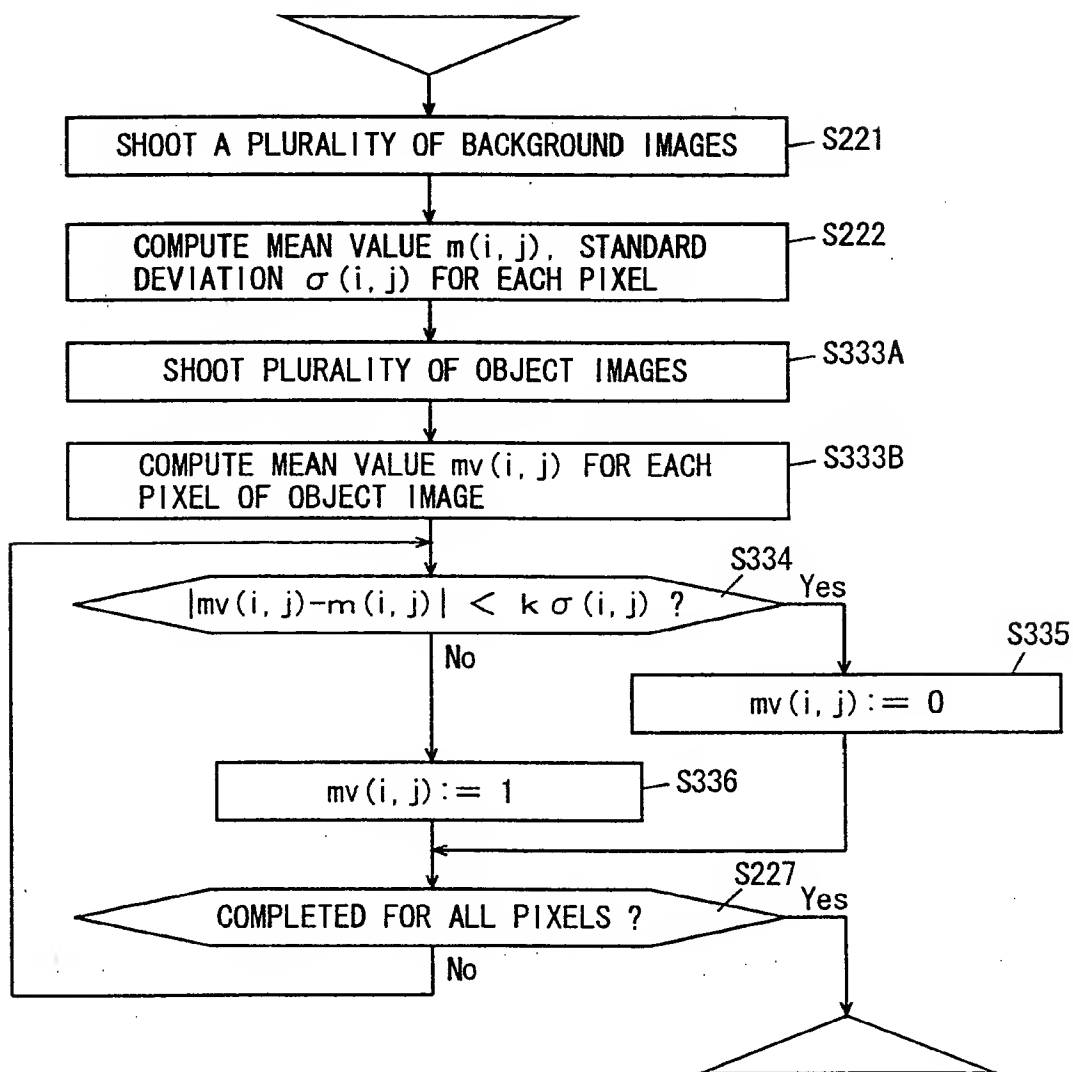 SHOOT A PLURALITY OF BACKGROUND IMAGES
S221
COMPUTE MEAN VALUE m(i, j), STANDARD
DEVIATION σ(i, j) FOR EACH PIXEL
S222
SHOOT PLURALITY OF OBJECT IMAGES
S333A
COMPUTE MEAN VALUE mv(i, j) FOR EACH
PIXEL OF OBJECT IMAGE
S333B
S334
|mv(i, j)-m(i, j)| < kσ(i, j) ?
Yes
No
S335
mv(i, j):= 0
mv(i, j):= 1
S336
S227
COMPLETED FOR ALL PIXELS ?
Yes
No